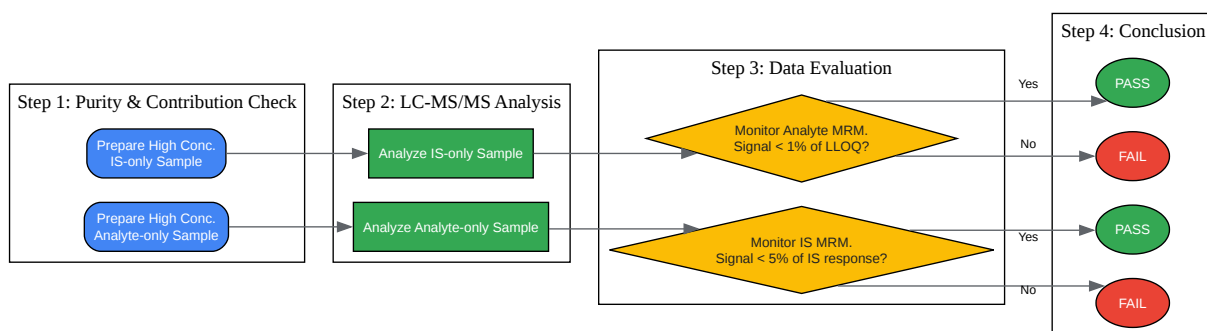 Step 1: Purity & Contribution Check
Prepare High Conc.
IS-only Sample
Prepare High Conc.
Analyte-only Sample
Step 2: LC-MS/MS Analysis
Analyze IS-only Sample
Analyze Analyte-only Sample
Step 3: Data Evaluation
Monitor Analyte MRM.
Signal < 1% of LLOQ?
Monitor IS MRM.
Signal < 5% of IS response?
Yes
No
Yes
No
Step 4: Conclusion
PASS
FAIL
PASS
FAIL